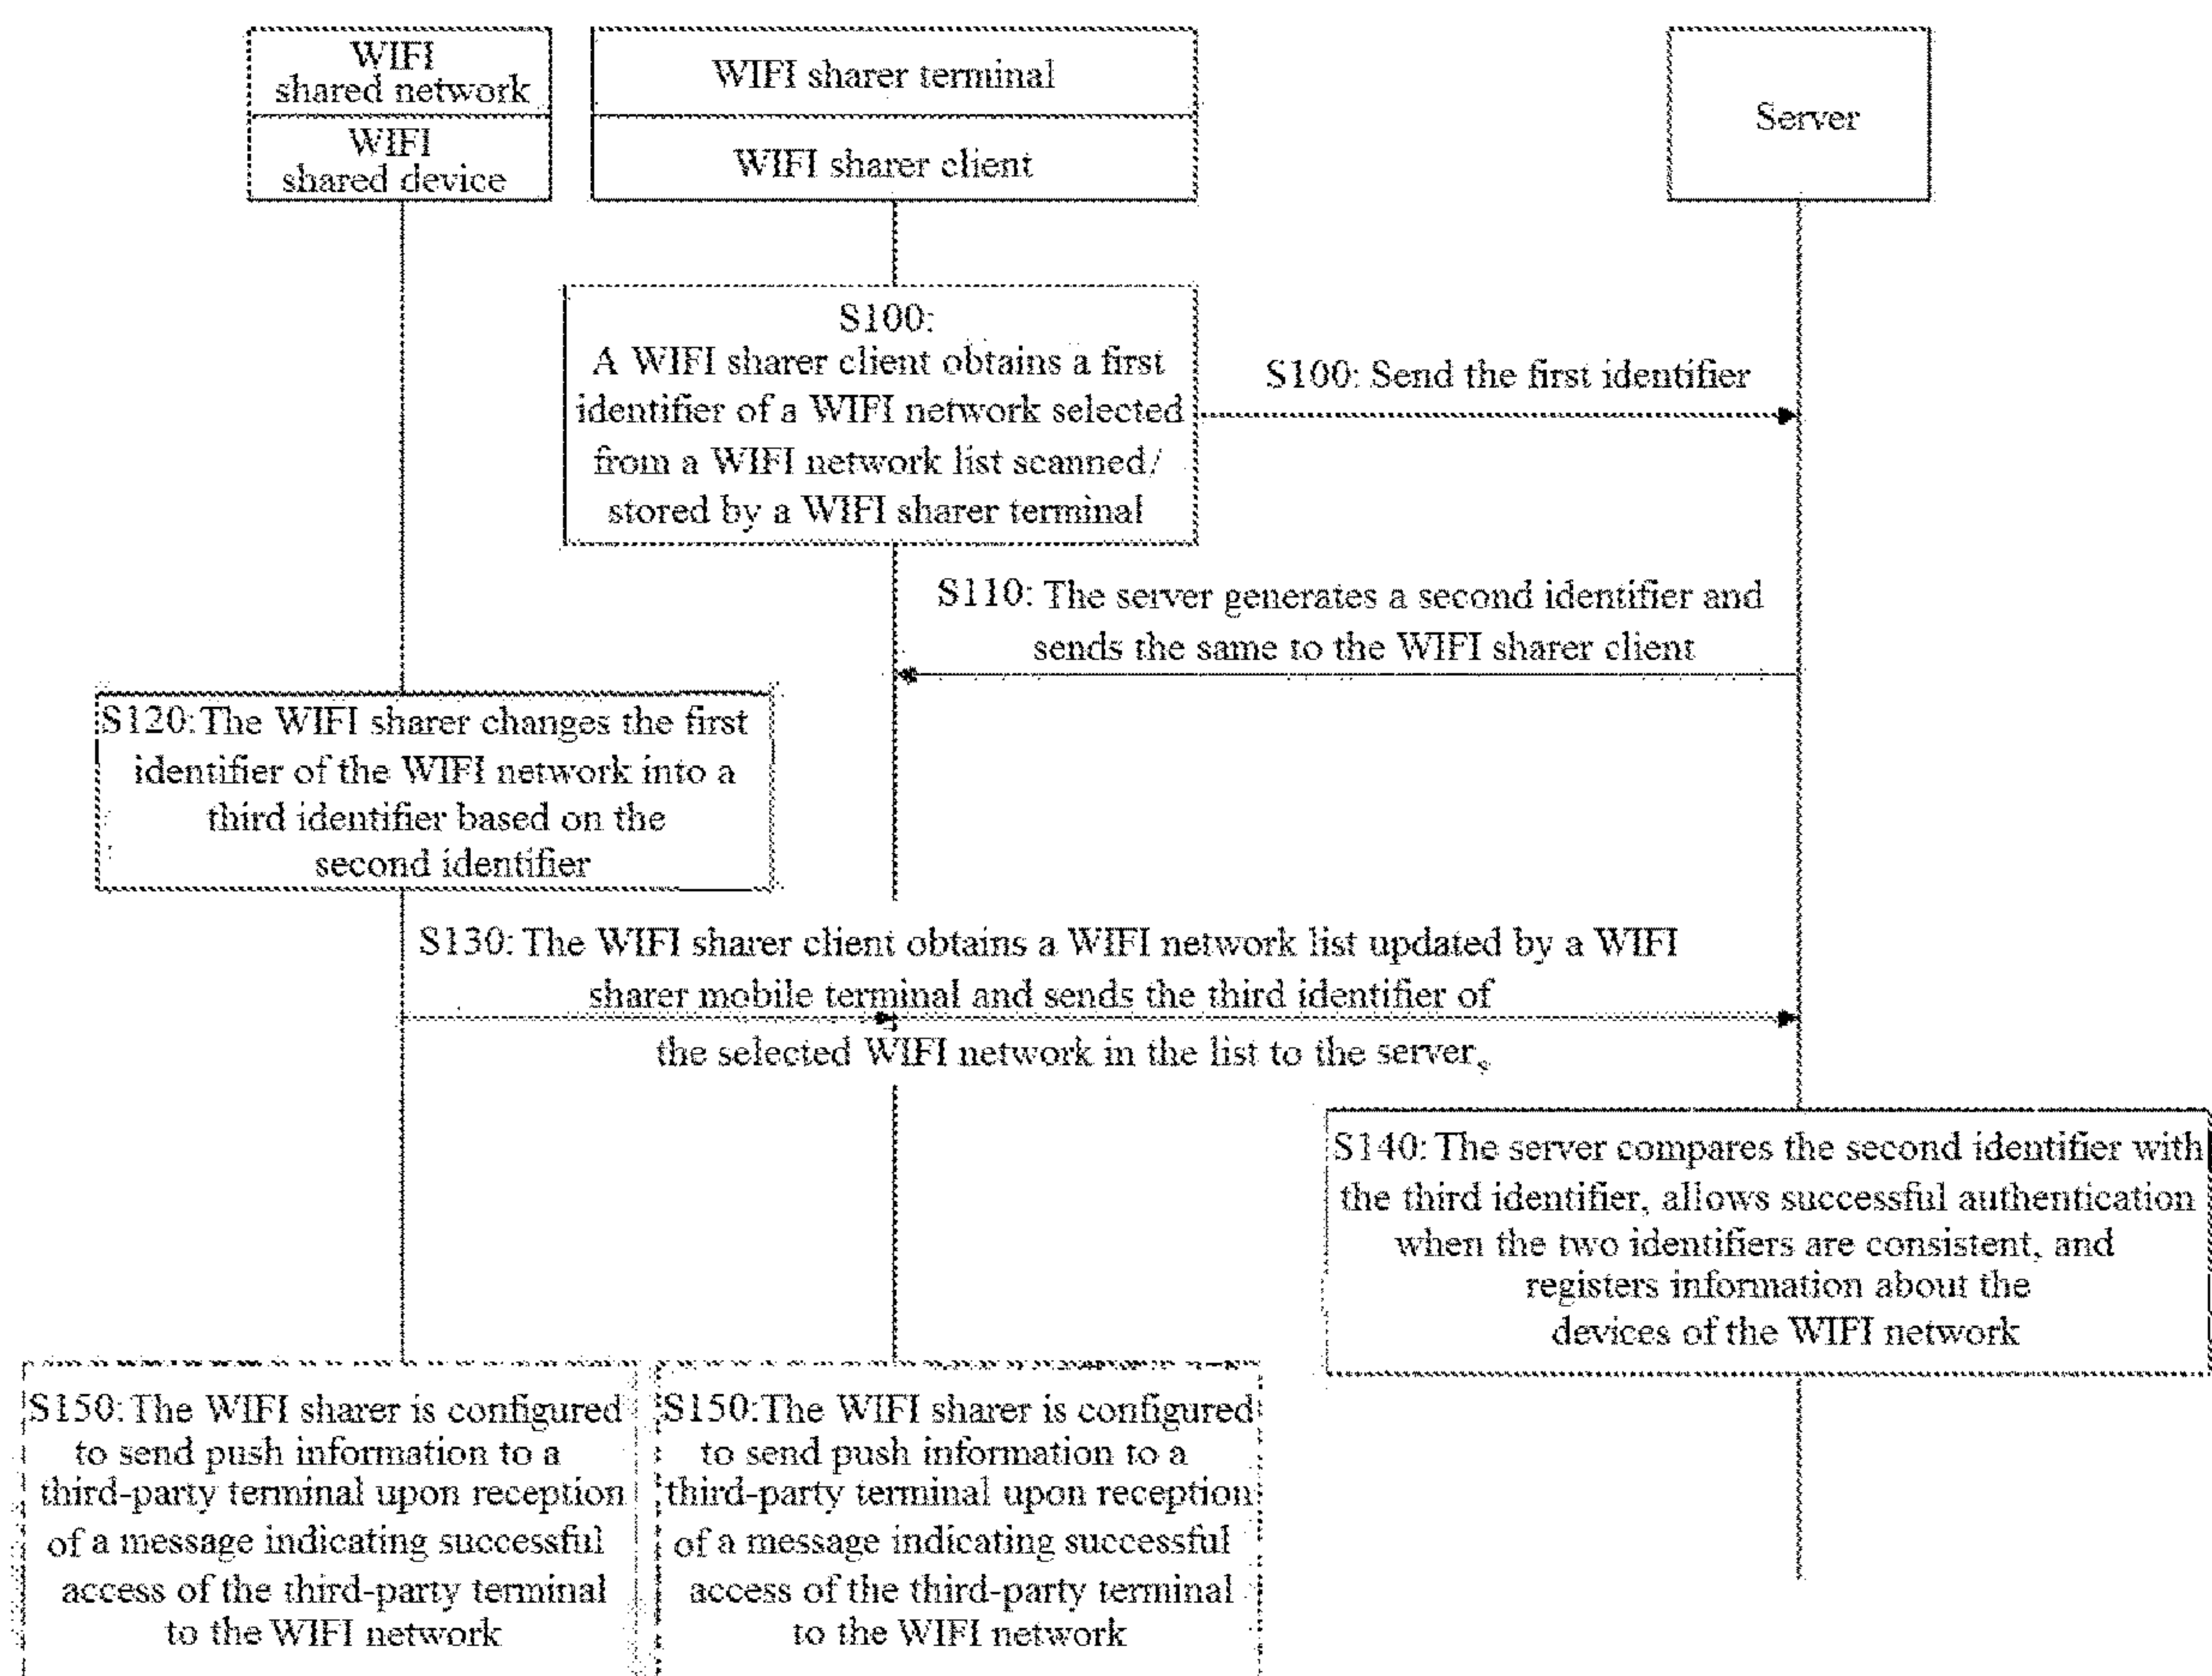 WIFI
shared network
WIFI
shared device
WIFI sharer terminal
WIFI sharer client
Server
S100:
A WIFI sharer client obtains a first
identifier of a WIFI network selected
from a WIFI network list scanned/
stored by a WIFI sharer terminal
S100: Send the first identifier
S110: The server generates a second identifier and
sends the same to the WIFI sharer client
S120: The WIFI sharer changes the first
identifier of the WIFI network into a
third identifier based on the
second identifier
S130: The WIFI sharer client obtains a WIFI network list updated by a WIFI
sharer mobile terminal and sends the third identifier of
the selected WIFI network in the list to the server。
S140: The server compares the second identifier with
the third identifier, allows successful authentication
when the two identifiers are consistent, and
registers information about the
devices of the WIFI network
S150: The WIFI sharer is configured
to send push information to a
third-party terminal upon reception
of a message indicating successful
access of the third-party terminal
to the WIFI network
S150:The WIFI sharer is configured
to send push information to a
third-party terminal upon reception
of a message indicating successful
access of the third-party terminal
to the WIFI network